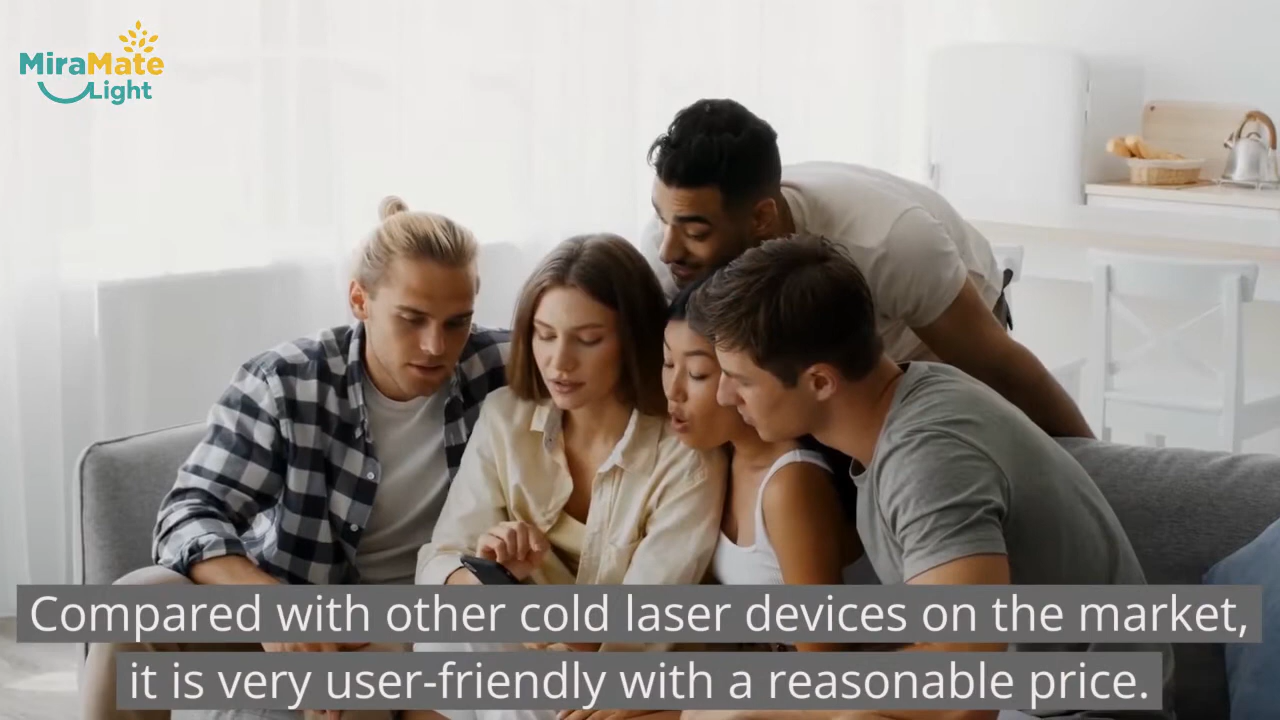 MiraMate
Light
Compared with other cold laser devices on the market,
it is very user-friendly with a reasonable price.